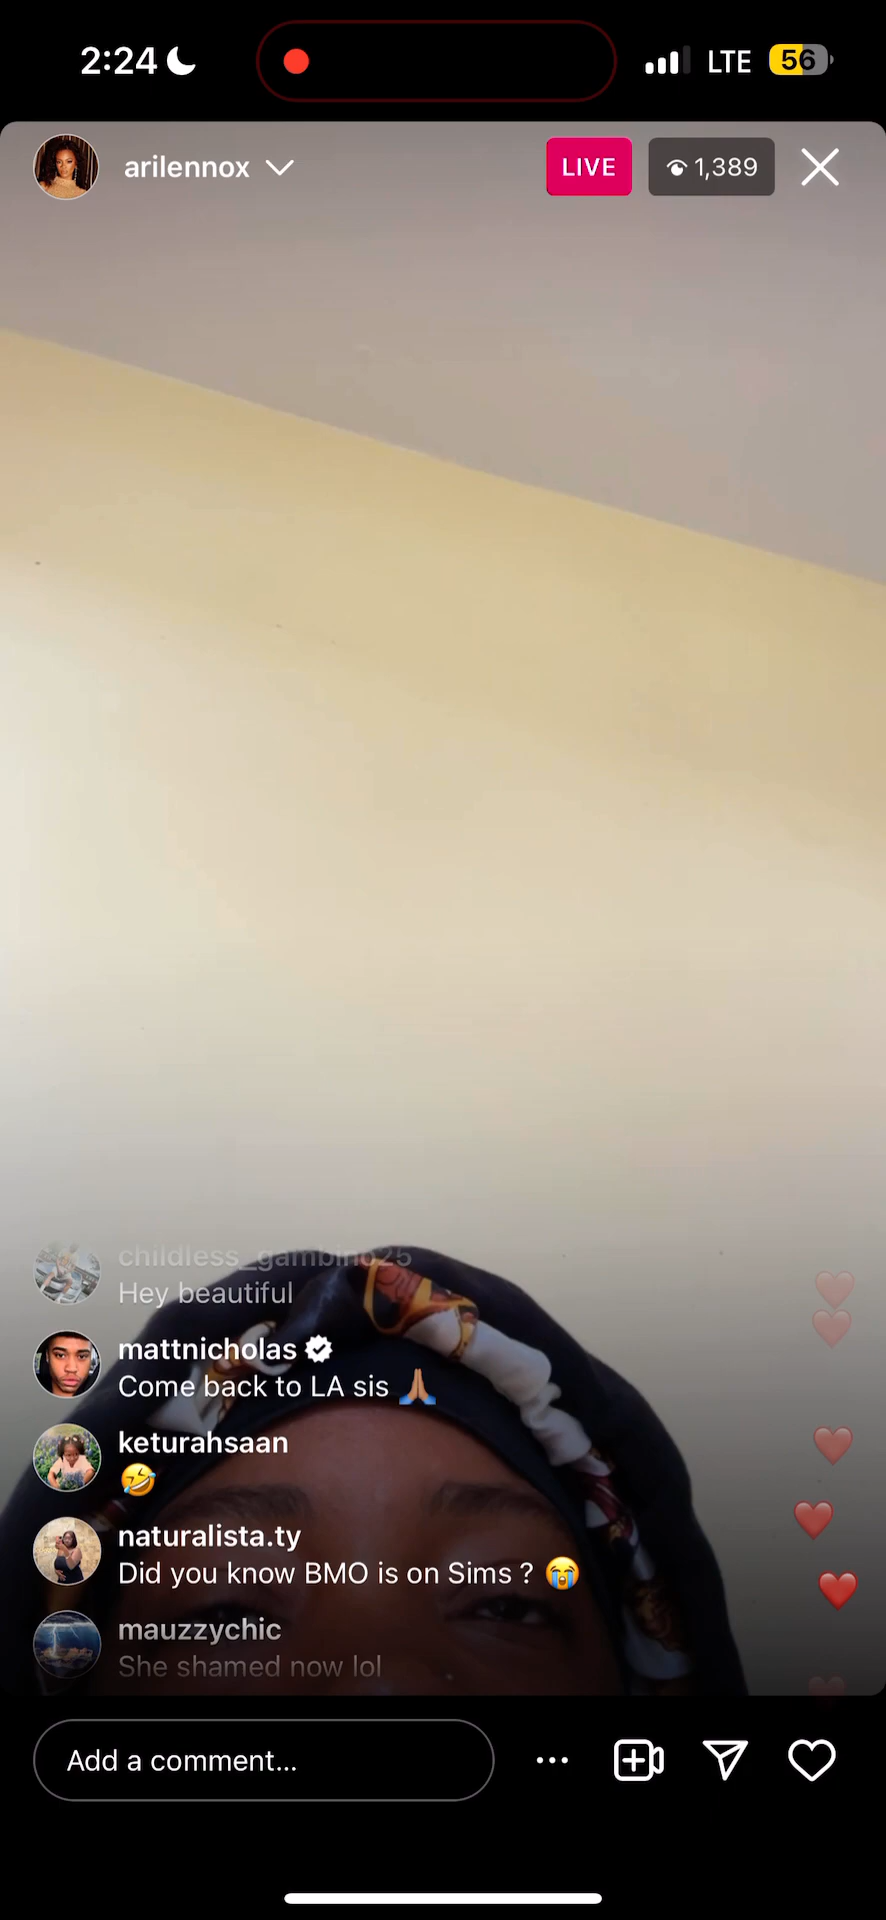 2:24
LTE
56
arilennox
LIVE
1,389
childless_gambino25
Hey beautiful
mattnicholas
Come back to LA sis 🙏🏽
keturahsaan
🤣
naturalista.ty
Did you know BMO is on Sims ? 😭
mauzzychic
She shamed now lol
Add a comment...